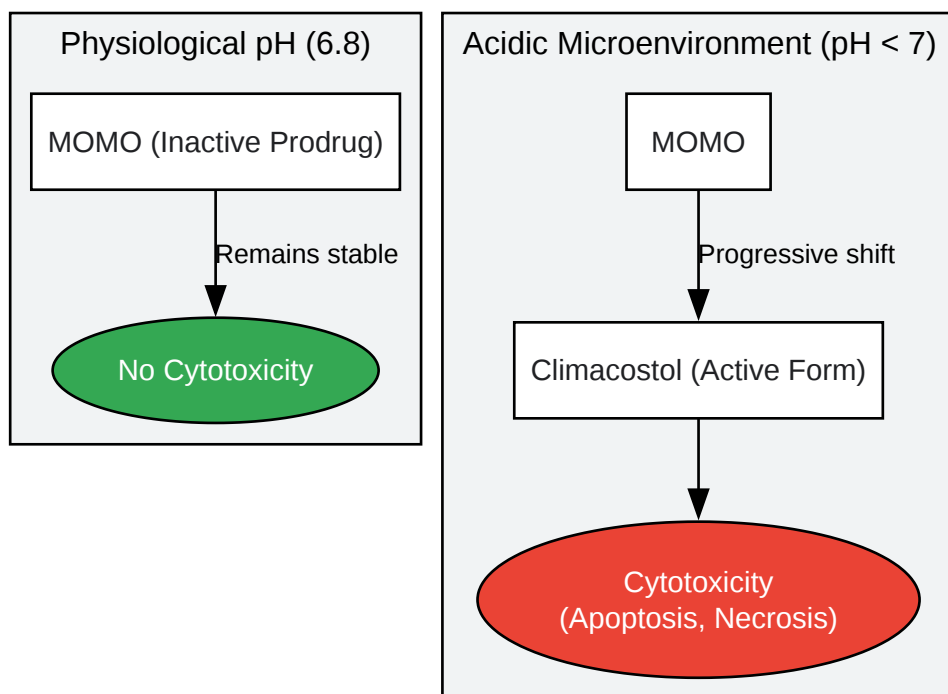 Physiological pH (6.8)
MOMO (Inactive Prodrug)
Remains stable
No Cytotoxicity
Acidic Microenvironment (pH < 7)
MOMO
Progressive shift
Climacostol (Active Form)
Cytotoxicity
(Apoptosis, Necrosis)